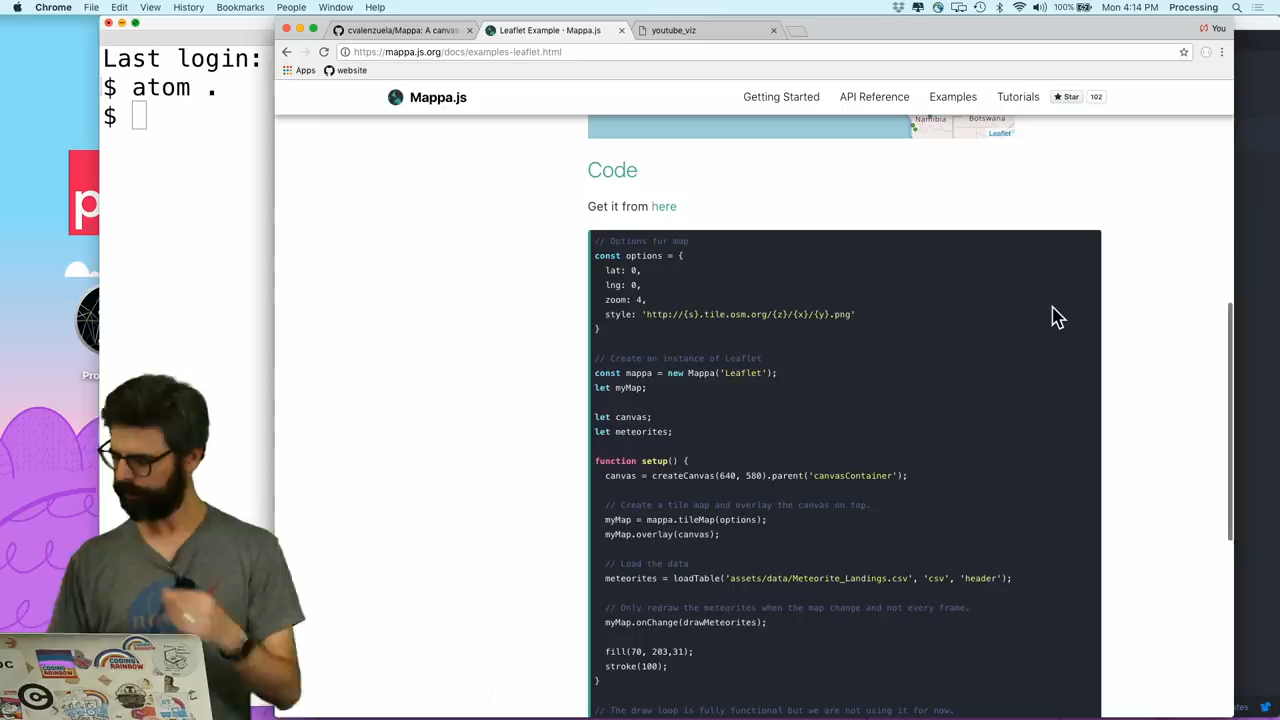 Chrome File Edit View History Bookmarks People Window Help
100% Mon 4:14 PM Processing
Last login:
$ atom .
$
cvalenzuela/Mappa: A canvas
Leaflet Example · Mappa.js
youtube_viz
You
https://mappa.js.org/docs/examples-leaflet.html
Apps website
Mappa.js
Getting Started API Reference Examples Tutorials Star 102
Namibia Botswana
Leaflet
Code
Get it from here
// Options for map
const options = {
lat: 0,
lng: 0,
zoom: 4,
style: 'http://{s}.tile.osm.org/{z}/{x}/{y}.png'
}
// Create an instance of Leaflet
const mappa = new Mappa('Leaflet');
let myMap;
let canvas;
let meteorites;
function setup() {
canvas = createCanvas(640, 580).parent('canvasContainer');
// Create a tile map and overlay the canvas on top.
myMap = mappa.tileMap(options);
myMap.overlay(canvas);
// Load the data
meteorites = loadTable('assets/data/Meteorite_Landings.csv', 'csv', 'header');
// Only redraw the meteorites when the map change and not every frame.
myMap.onChange(drawMeteorites);
fill(70, 203,31);
stroke(100);
}
// The draw loop is fully functional but we are not using it for now.
CODING
RAINBOW